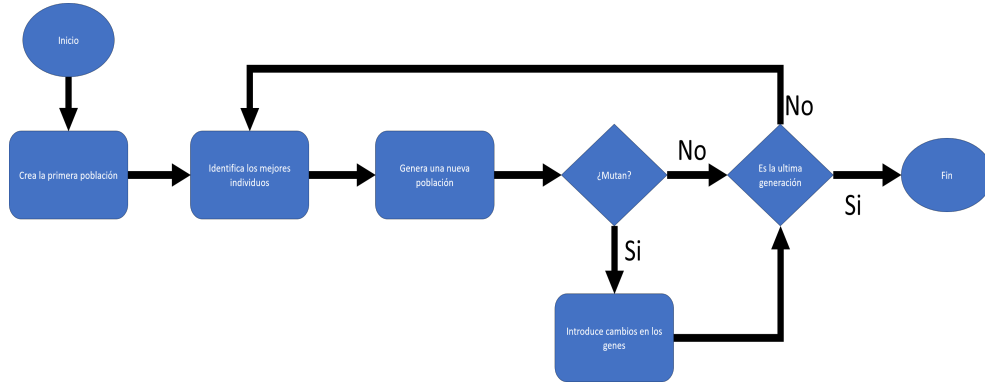 Inicio
Crea la primera población
Identifica los mejores
individuos
Genera una nueva
población
¿Mutan?
No
Si
Introduce cambios en los
genes
Es la ultima
generación
No
Si
Fin